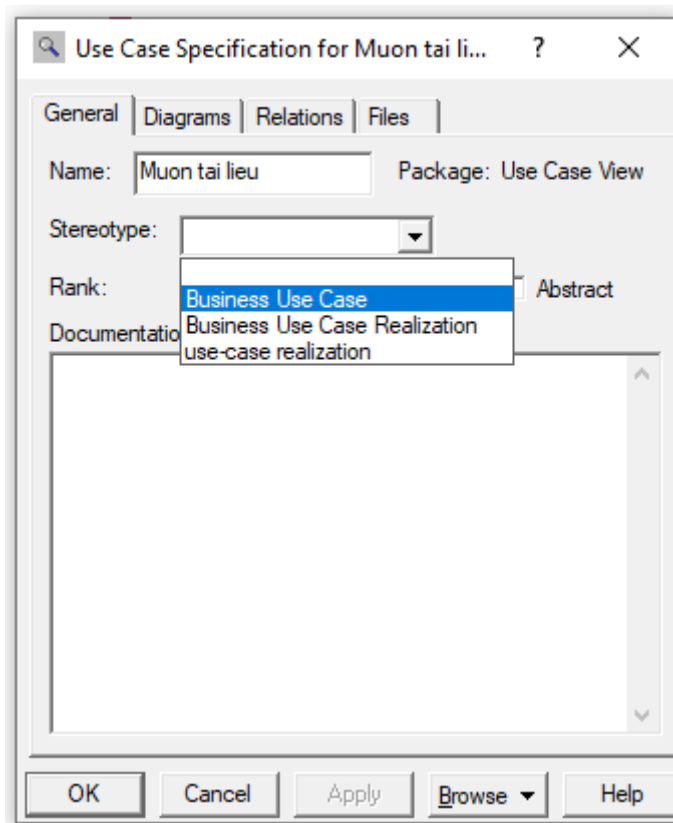 Use Case Specification for Muon tai li... ?
General Diagrams Relations Files
Name: Muon tai lieu Package: Use Case View
Stereotype:
Rank: Abstract
Business Use Case
Business Use Case Realization
Documentatio
use-case realization
OK Cancel Apply Browse Help